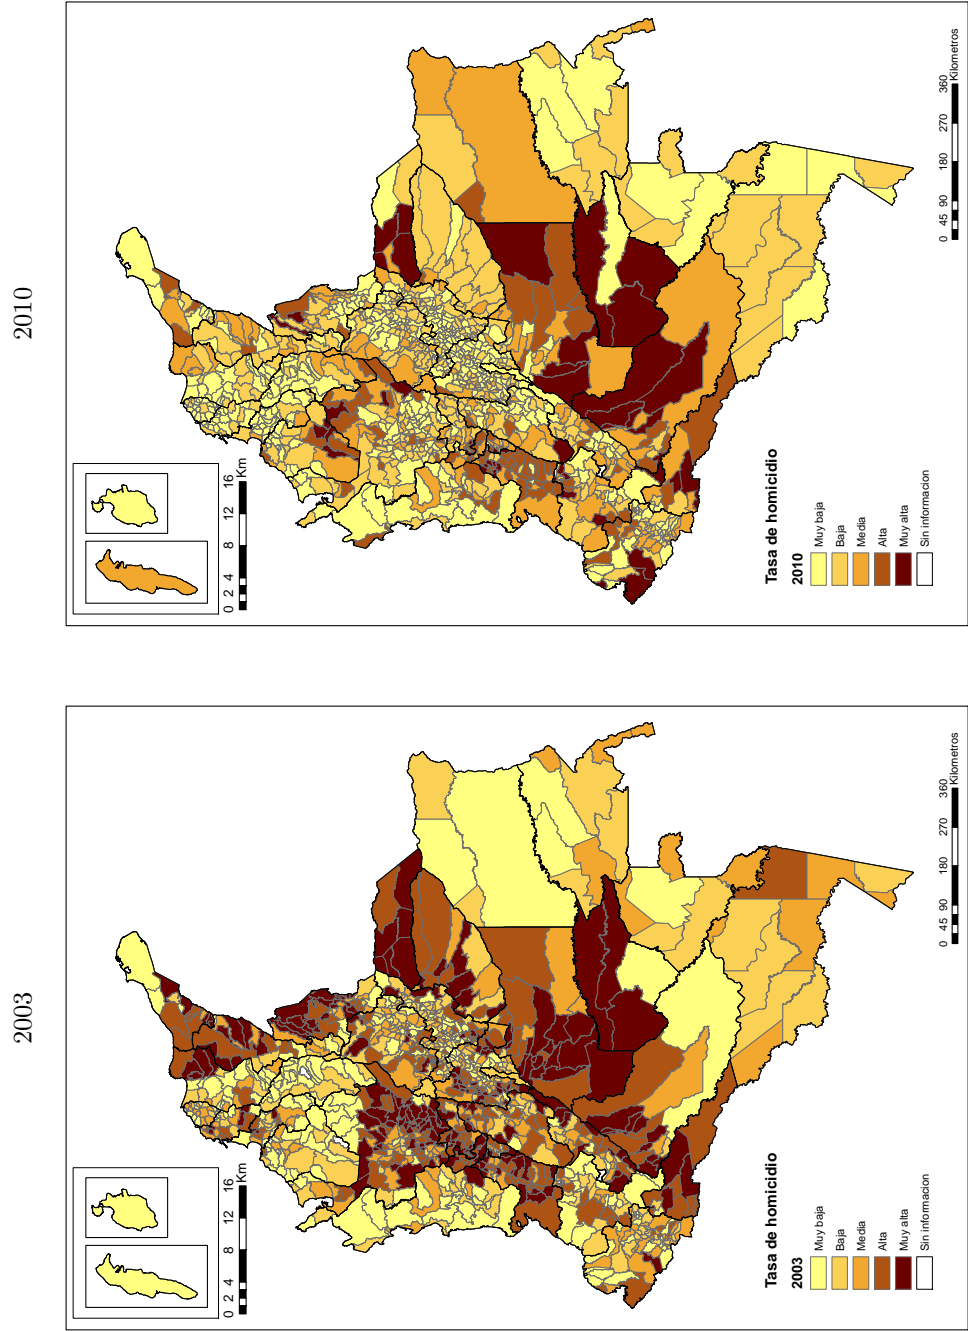 2003
16
Km
12
8
4
2
0
Tasa de homicidio
2003
Muy baja
Baja
Media
Alta
Muy alta
Sin informacion
0 45 90 180 270 360
Kilometros
2010
16
Km
12
8
4
2
0
Tasa de homicidio
2010
Muy baja
Baja
Media
Alta
Muy alta
Sin informacion
0 45 90 180 270 360
Kilometros